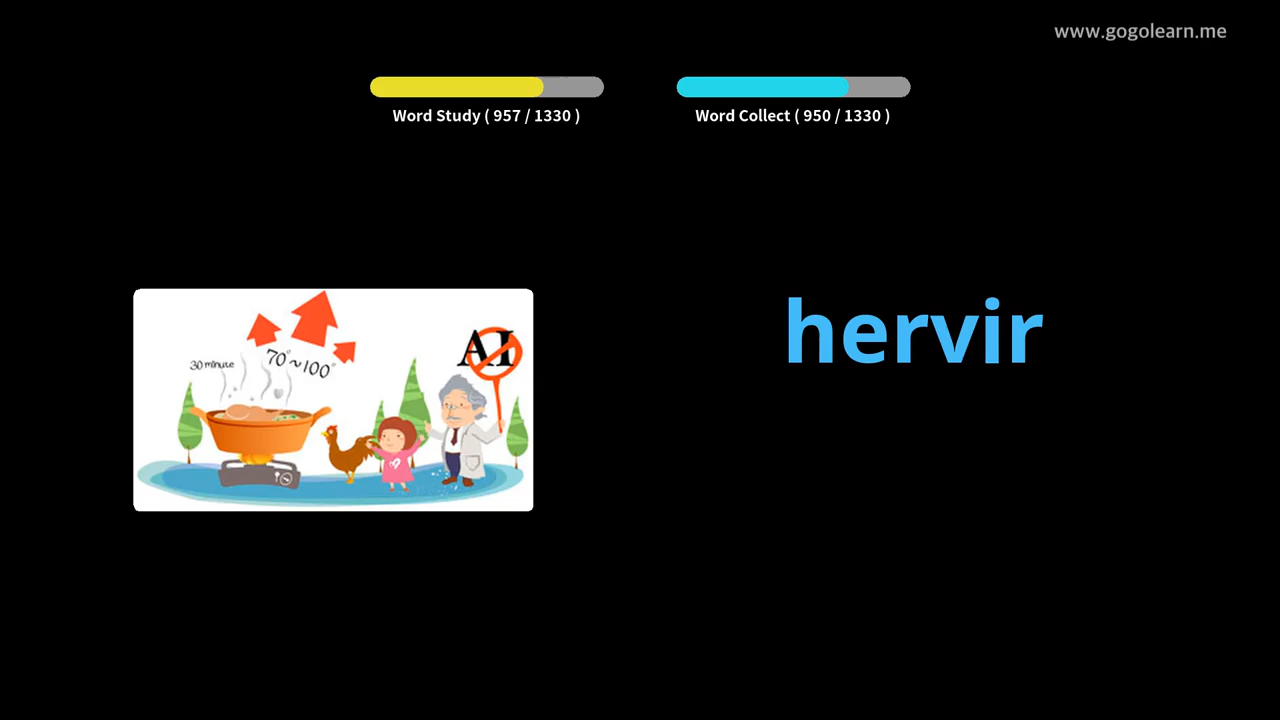 www.gogolearn.me
Word Study ( 957 / 1330 )
Word Collect ( 950 / 1330 )
hervir
30 minute
70°~100°
AI